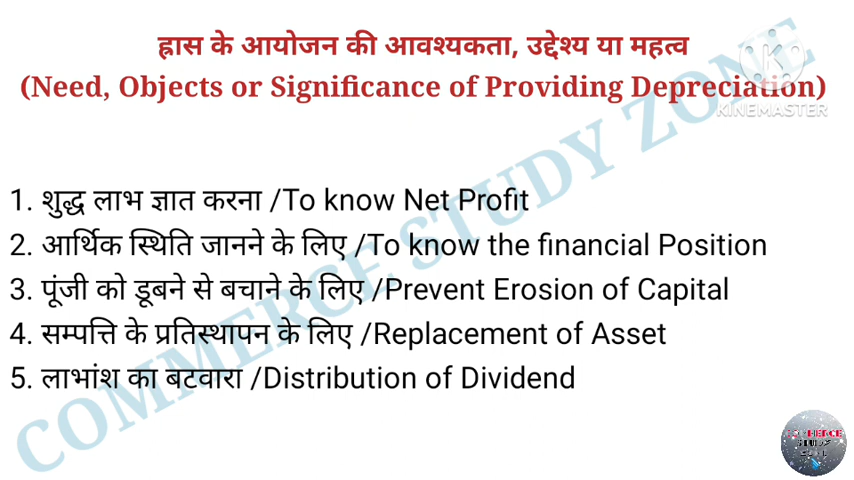 ह्रास के आयोजन की आवश्यकता, उद्देश्य या महत्व
(Need, Objects or Significance of Providing Depreciation)
KINEMASTER
1. शुद्ध लाभ ज्ञात करना /To know Net Profit
2. आर्थिक स्थिति जानने के लिए /To know the financial Position
3. पूंजी को डूबने से बचाने के लिए /Prevent Erosion of Capital
4. सम्पत्ति के प्रतिस्थापन के लिए /Replacement of Asset
5. लाभांश का बटवारा /Distribution of Dividend
COMMERCE STUDY ZONE